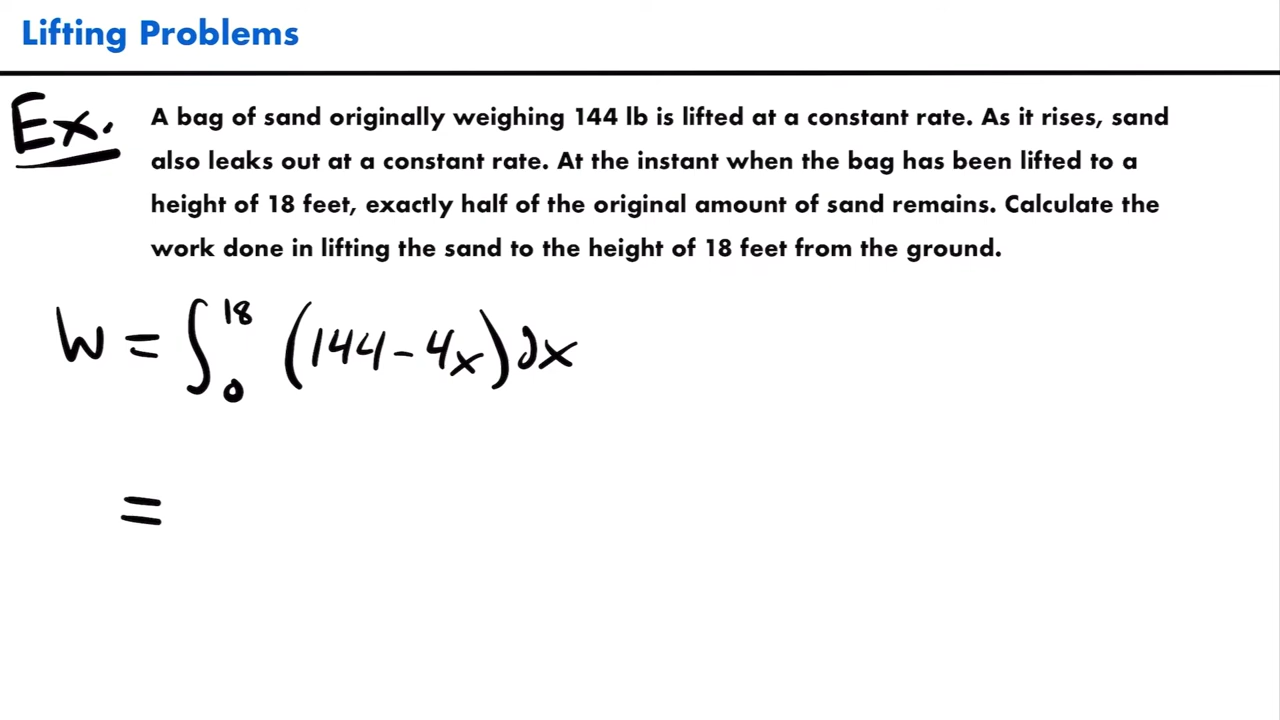 Lifting Problems
Ex. A bag of sand originally weighing 144 lb is lifted at a constant rate. As it rises, sand
also leaks out at a constant rate. At the instant when the bag has been lifted to a
height of 18 feet, exactly half of the original amount of sand remains. Calculate the
work done in lifting the sand to the height of 18 feet from the ground.
W = ∫₀¹⁸ (144 - 4x) dx
=